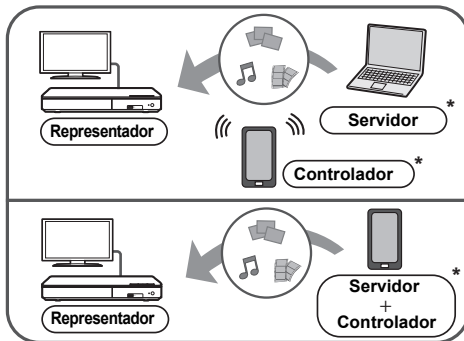 Representador
Servidor*
Controlador*
Representador
Servidor*
+
Controlador